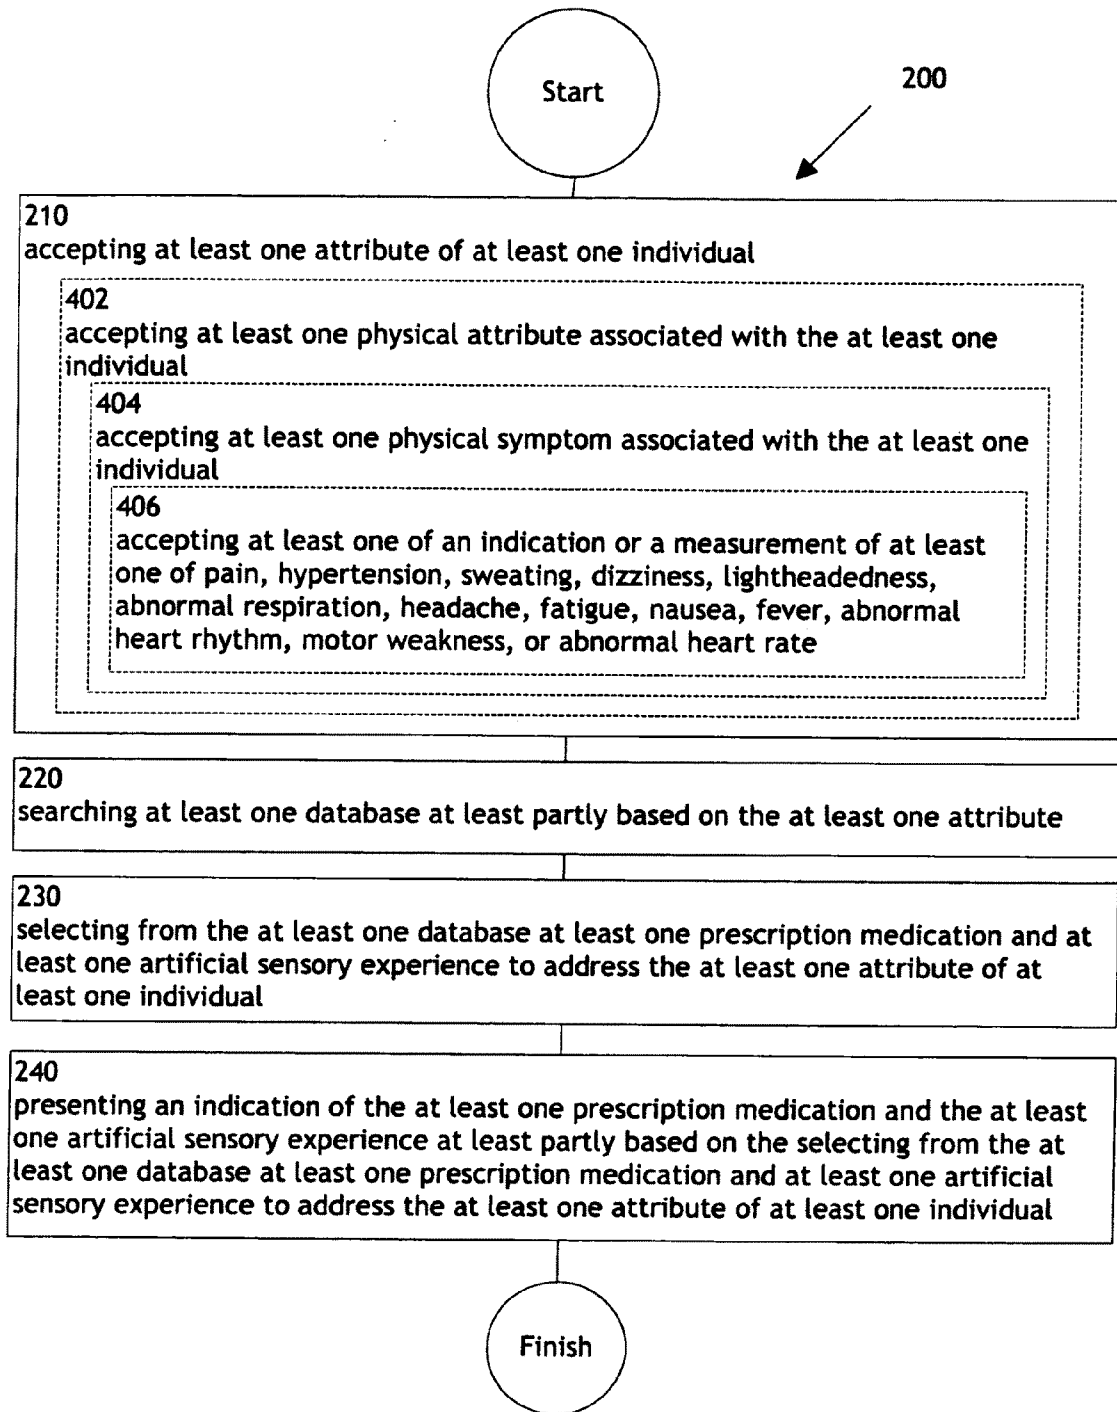 Start
200
210
accepting at least one attribute of at least one individual
402
accepting at least one physical attribute associated with the at least one
individual
404
accepting at least one physical symptom associated with the at least one
individual
406
accepting at least one of an indication or a measurement of at least
one of pain, hypertension, sweating, dizziness, lightheadedness,
abnormal respiration, headache, fatigue, nausea, fever, abnormal
heart rhythm, motor weakness, or abnormal heart rate
220
searching at least one database at least partly based on the at least one attribute
230
selecting from the at least one database at least one prescription medication and at
least one artificial sensory experience to address the at least one attribute of at
least one individual
240
presenting an indication of the at least one prescription medication and the at least
one artificial sensory experience at least partly based on the selecting from the at
least one database at least one prescription medication and at least one artificial
sensory experience to address the at least one attribute of at least one individual
Finish